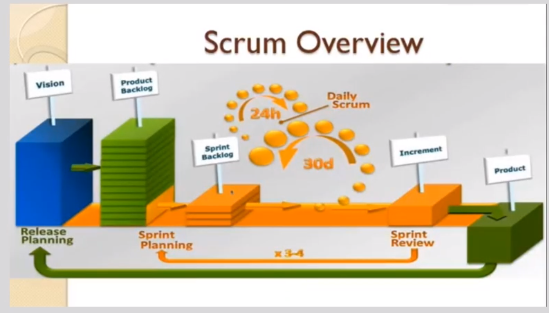 Scrum Overview
Vision
Product
Backlog
24h
Daily
Scrum
Sprint
Backlog
30d
Increment
Product
Release
Planning
Sprint
Planning
x 3-4
Sprint
Review